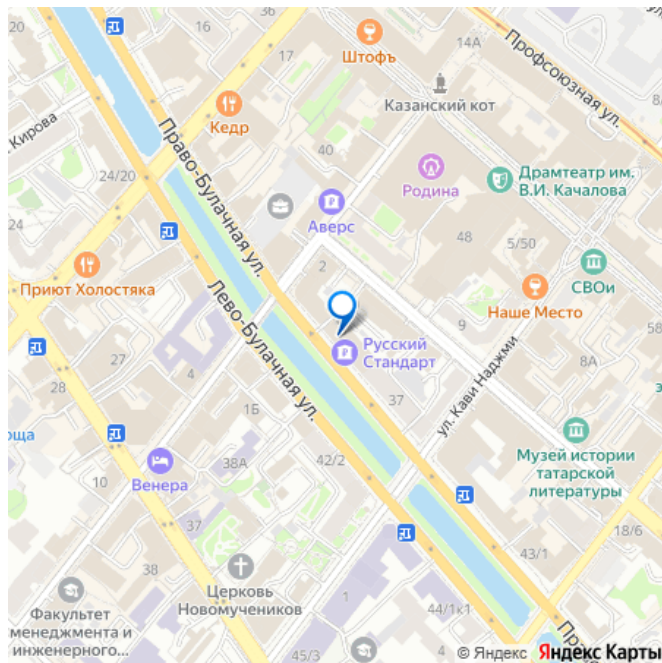 36
16
17
Штофъ
14А
Профсоюзная ул.
Казанский кот
Кирова
Кедр
Право-Булачная ул.
40
Родина
Драмтеатр им.
В.И. Качалова
24/20
24
Аверс
48
5/50
СВОи
Приют Холостяка
2
Наше Место
Лево-Булачная ул.
Русский
Стандарт
9
8А
27
4
28
37
ул. Кави Наджми
1Б
Музей истории
татарской
литературы
38А
42/2
Венера
10
37
18/6
43/1
38
Церковь
Новомучеников
1
Факультет
менеджмента и
инженерного...
44/1к1
45/3
© Яндекс Яндекс Карты